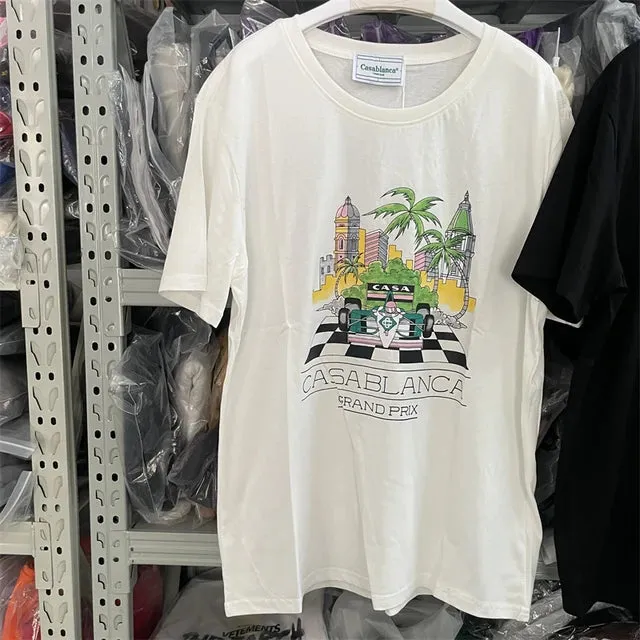 Casablanca
CASA
CASABLANCA
GRAND PRIX
VETEMENTS